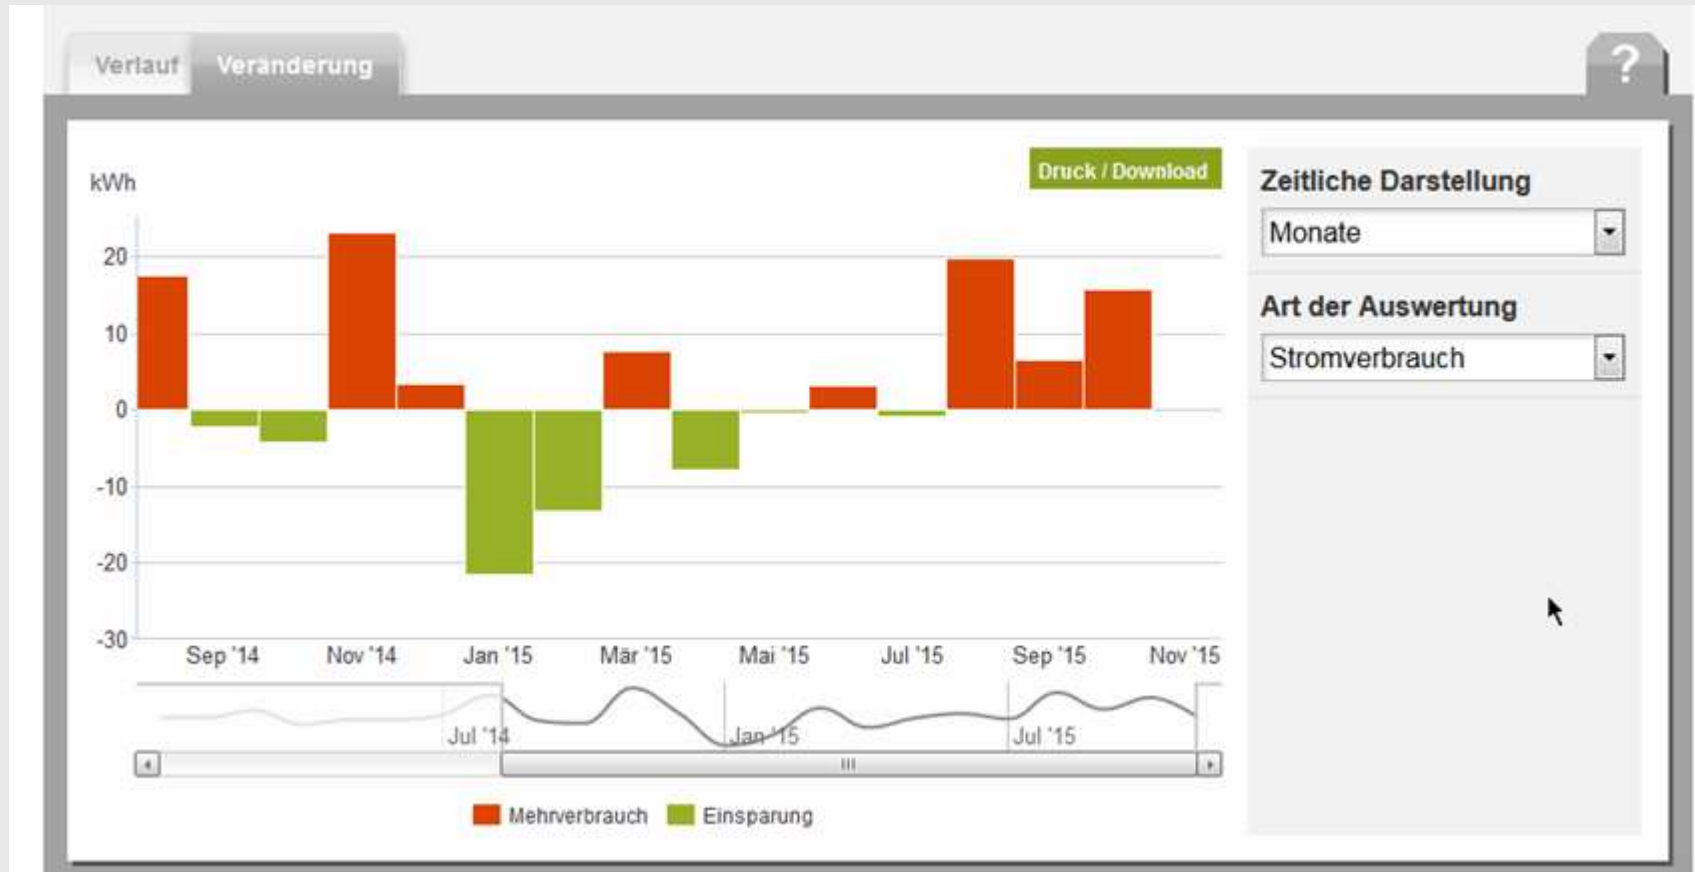 Verlauf Veränderung ?
Druck / Download
kWh
20
10
0
-10
-20
-30
Sep '14 Nov '14 Jan '15 Mär '15 Mai '15 Jul '15 Sep '15 Nov '15
Jul '14 Jan '15 Jul '15
Mehrverbrauch Einsparung
Zeitliche Darstellung
Monate
Art der Auswertung
Stromverbrauch